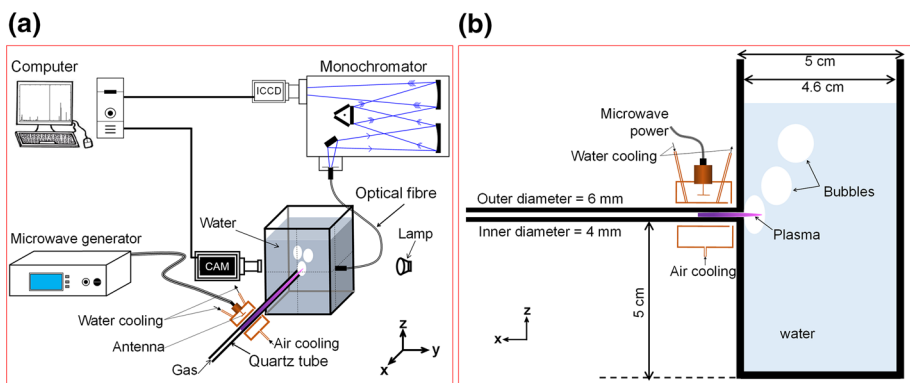 (a)
Computer
ICCD
Monochromator
Optical fibre
Water
Lamp
Microwave generator
CAM
Water cooling
Antenna
Air cooling
Quartz tube
Gas
z
y
x
(b)
5 cm
4.6 cm
Microwave
power
Water cooling
Bubbles
Outer diameter = 6 mm
Inner diameter = 4 mm
Plasma
Air cooling
5 cm
z
x
water